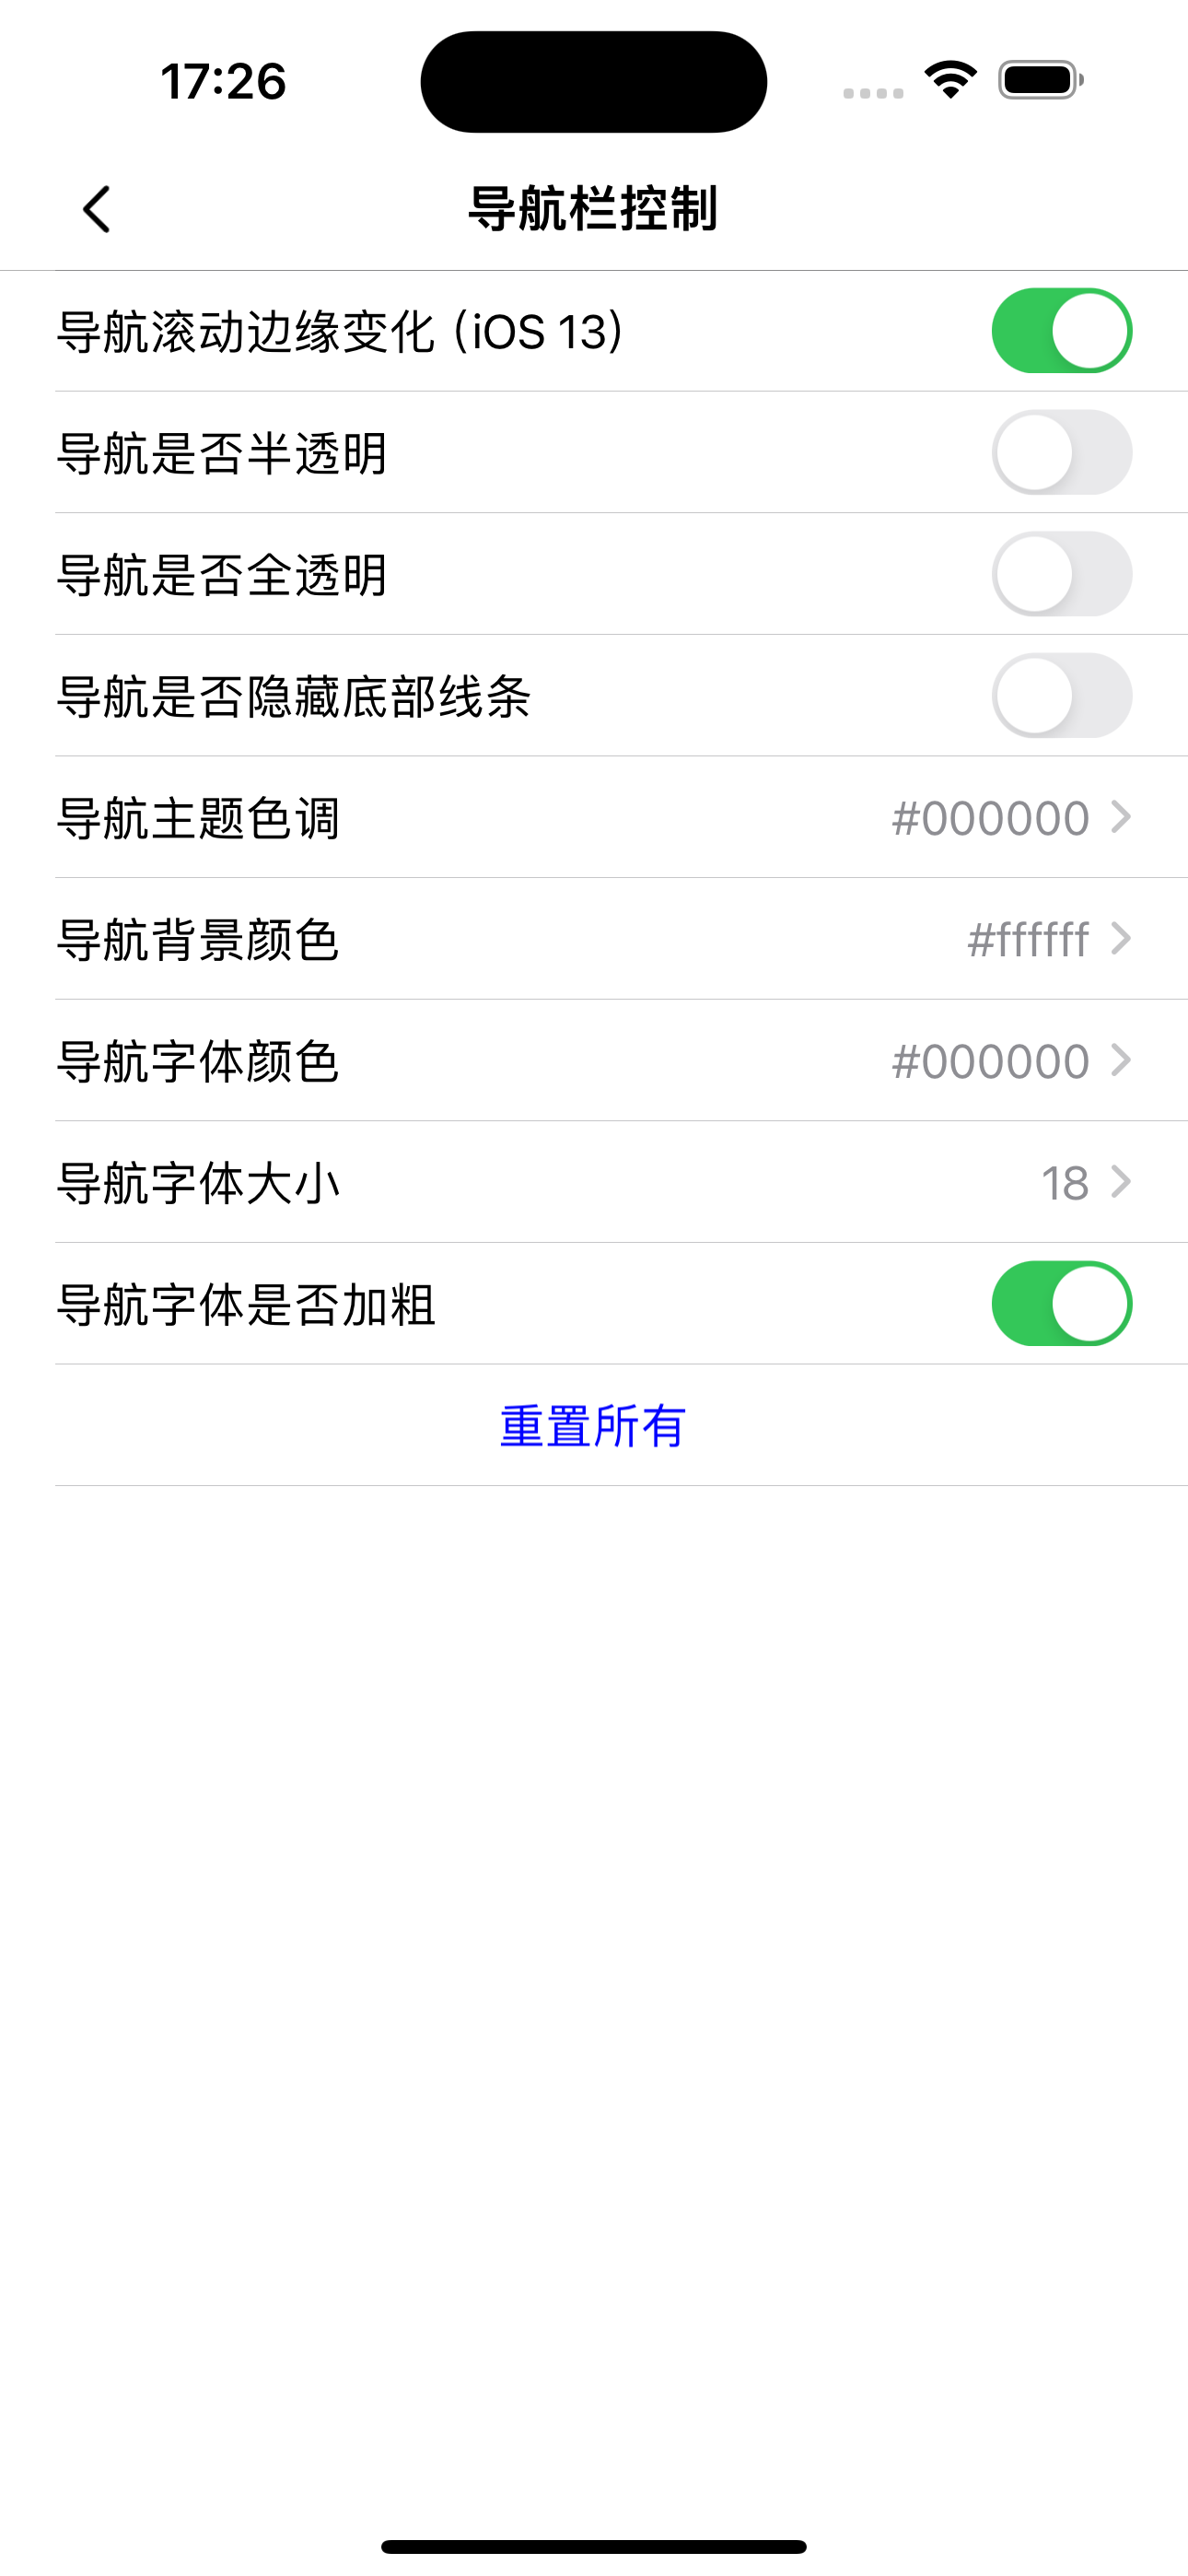 17:26
导航栏控制
导航滚动边缘变化 (iOS 13)
导航是否半透明
导航是否全透明
导航是否隐藏底部线条
导航主题色调 #000000
导航背景颜色 #ffffff
导航字体颜色 #000000
导航字体大小 18
导航字体是否加粗
重置所有